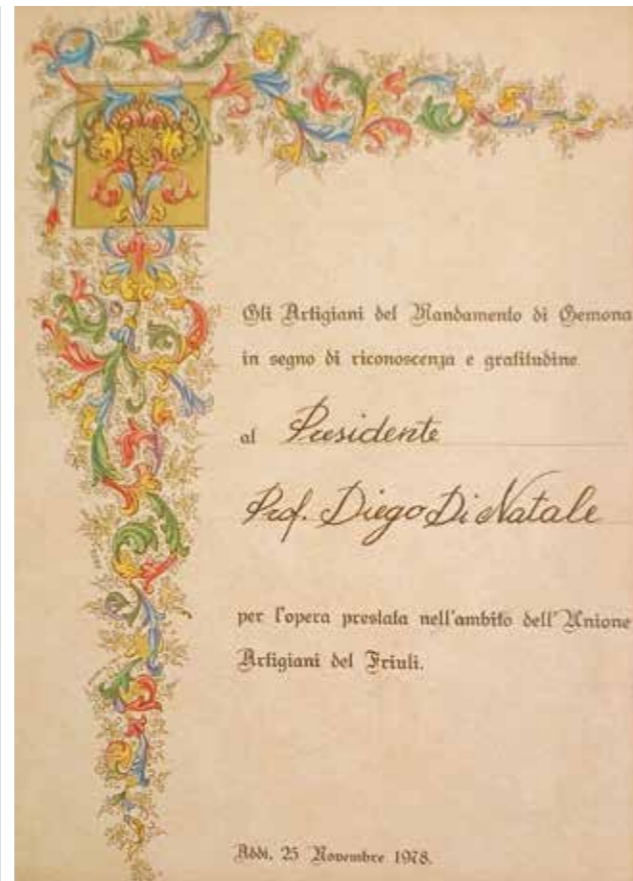 Gli Artigiani del Mandamento di Gemona
in segno di riconoscenza e gratitudine
al Presidente
Prof. Diego Di Natale
per l'opera prestata nell'ambito dell'Unione
Artigiani del Friuli.
Addì, 25 Novembre 1978.